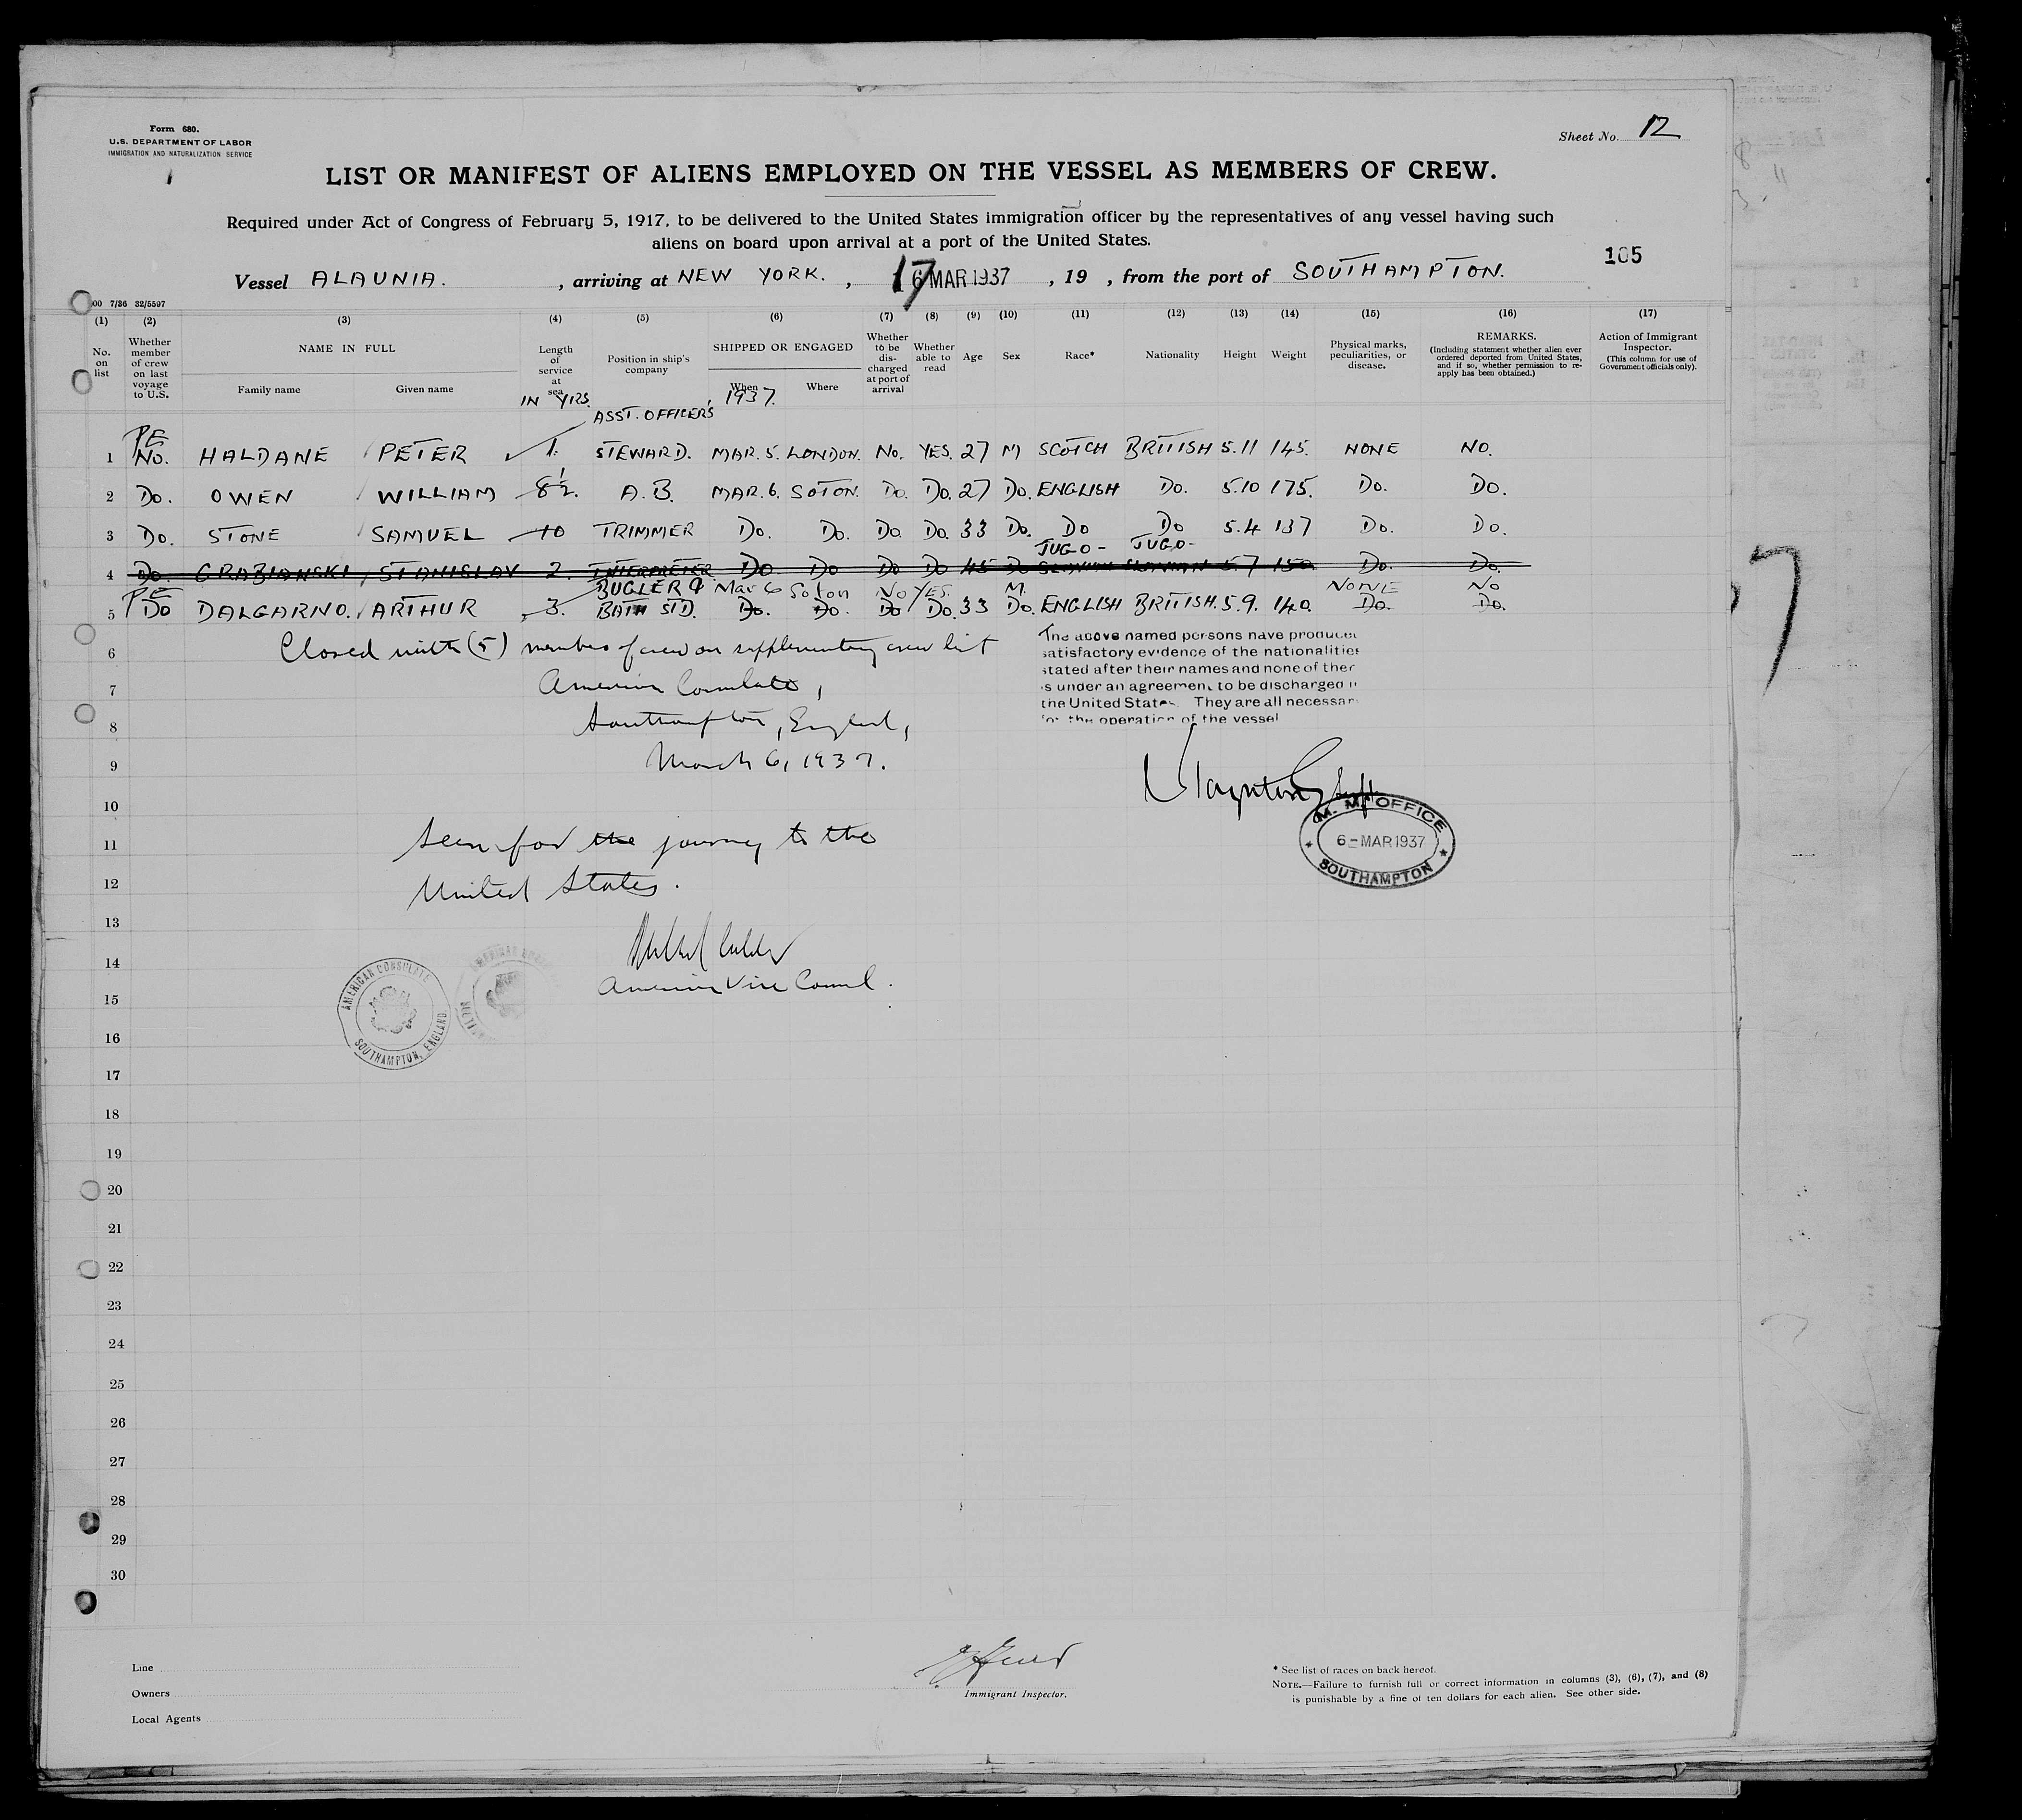 Form 680.
U.S. DEPARTMENT OF LABOR
IMMIGRATION AND NATURALIZATION SERVICE
Sheet No. 12
LIST OR MANIFEST OF ALIENS EMPLOYED ON THE VESSEL AS MEMBERS OF CREW.
Required under Act of Congress of February 5, 1917, to be delivered to the United States immigration officer by the representatives of any vessel having such
aliens on board upon arrival at a port of the United States.
105
Vessel ALAUNIA. , arriving at NEW YORK. , 17 MAR 1937 , 19 , from the port of SOUTHAMPTON.
00 7/36 32/5597
(1) (2) (3) (4) (5) (6) (7) (8) (9) (10) (11) (12) (13) (14) (15) (16) (17)
No. on list
Whether member of crew on last voyage to U.S.
NAME IN FULL
Family name Given name
Length of service at sea
IN YRS.
Position in ship's company
SHIPPED OR ENGAGED
When Where
1937.
Whether to be discharged at port of arrival
Whether able to read
Age
Sex
Race*
Nationality
Height
Weight
Physical marks, peculiarities, or disease.
REMARKS.
(Including statement whether alien ever ordered deported from United States, and if so, whether permission to re-apply has been obtained.)
Action of Immigrant Inspector.
(This column for use of Government officials only).
ASST. OFFICERS
PE
1 No. HALDANE PETER 1. STEWARD. MAR. 5. LONDON. No. YES. 27 M SCOTCH BRITISH 5.11 145. NONE NO.
2 Do. OWEN WILLIAM 8½. A.B. MAR. 6. SOTON. Do. Do. 27 Do. ENGLISH Do. 5.10 175. Do. Do.
3 Do. STONE SAMUEL 10 TRIMMER Do. Do. Do. Do. 33 Do. Do Do 5.4 137 Do. Do.
JUGO- JUGO-
4 Do. GRABIANSKI STANISLAV 2. INTERPRETER Do Do Do Do 45 Do SLAVIAN SLAVIAN 5.7 150 Do. Do.
PE BUGLER & Mar 6 Soton No YES. M. NONE No
5 Do DALGARNO. ARTHUR 3. BATH STD. Do. Do. Do Do. 33 Do. ENGLISH BRITISH. 5.9. 140. Do. Do.
6
7
8
9
10
11
12
13
14
15
16
17
18
19
20
21
22
23
24
25
26
27
28
29
30
Closed with (5) members of crew on supplementary crew list
American Consulate,
Southampton, England,
March 6, 1937.
The above named persons have produced
satisfactory evidence of the nationalities
stated after their names and none of them
is under an agreement to be discharged in
the United States. They are all necessary
for the operation of the vessel
Supt.
M. M. OFFICE
6 - MAR 1937
SOUTHAMPTON
Seen for the journey to the
United States.
American Vice Consul.
AMERICAN CONSULATE
SOUTHAMPTON, ENGLAND
Line
Owners
Local Agents
Immigrant Inspector.
* See list of races on back hereof.
NOTE.—Failure to furnish full or correct information in columns (3), (6), (7), and (8)
is punishable by a fine of ten dollars for each alien. See other side.